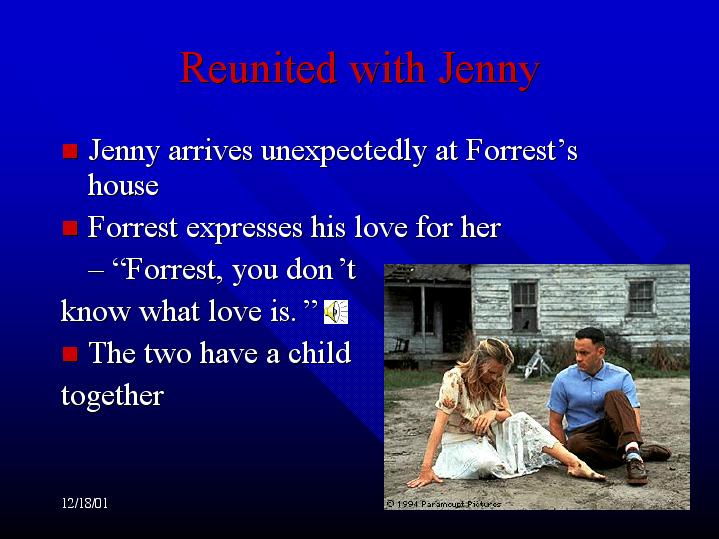 Reunited with Jenny
Jenny arrives unexpectedly at Forrest’s
house
Forrest expresses his love for her
– “Forrest, you don’t
know what love is. ”
The two have a child
together
12/18/01
© 1994 Paramount Pictures